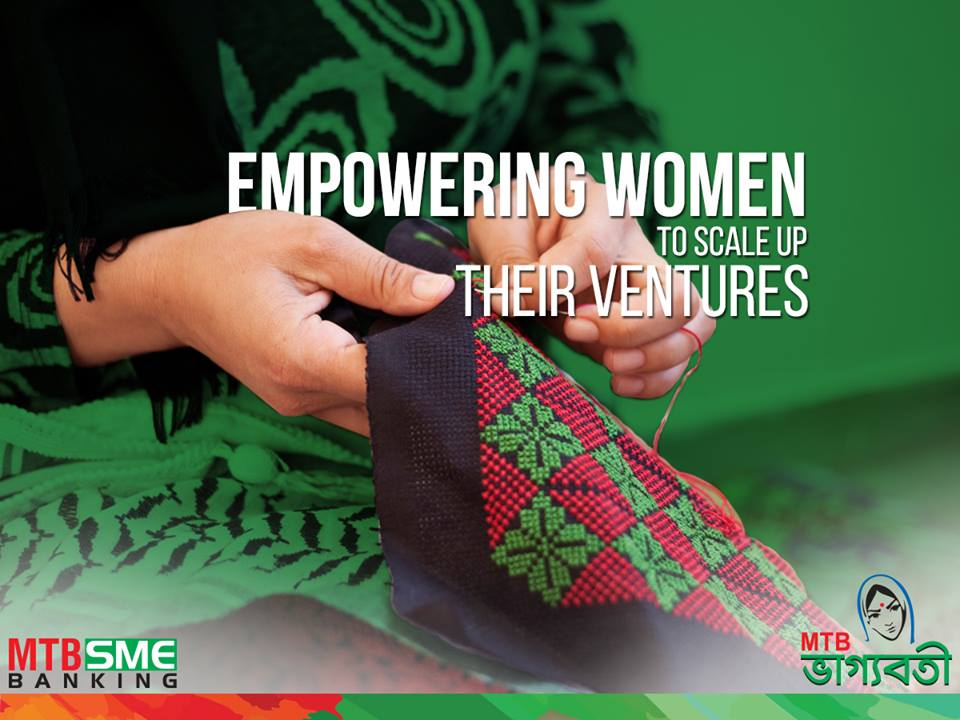 EMPOWERING WOMEN
TO SCALE UP
THEIR VENTURES
MTB SME
BANKING
MTB
ভাগ্যবতী